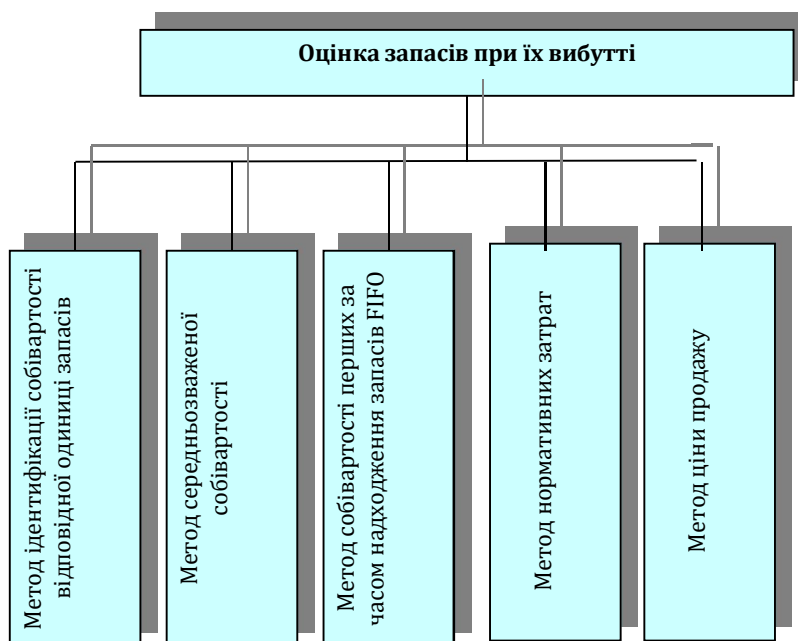 Оцінка запасів при їх вибутті
Метод ідентифікації собівартості
відповідної одиниці запасів
Метод середньозваженої
собівартості
Метод собівартості перших за
часом надходження запасів FIFO
Метод нормативних затрат
Метод ціни продажу